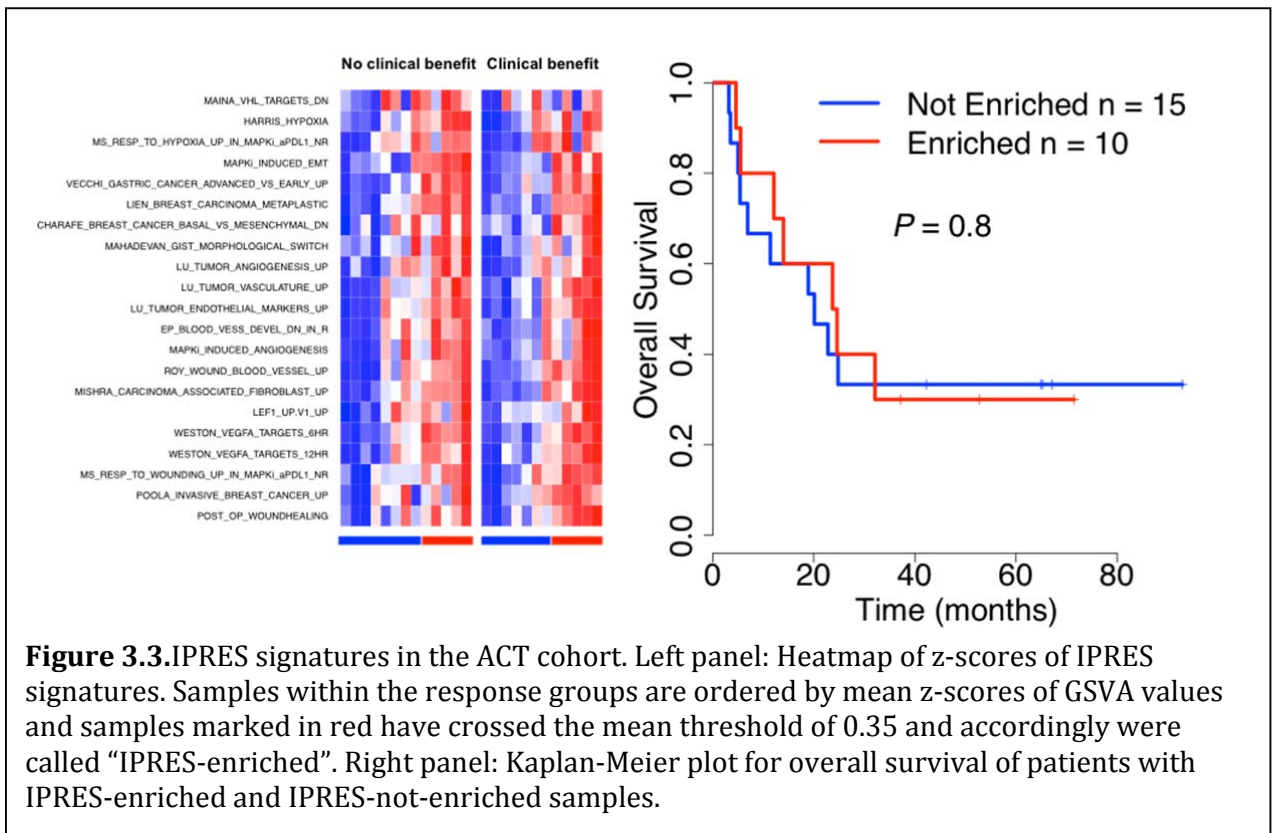 No clinical benefit Clinical benefit
MAINA_VHL_TARGETS_DN
HARRIS_HYPOXIA
MS_RESP_TO_HYPOXIA_UP_IN_MAPKi_aPDL1_NR
MAPKi_INDUCED_EMT
VECCHI_GASTRIC_CANCER_ADVANCED_VS_EARLY_UP
LIEN_BREAST_CARCINOMA_METAPLASTIC
CHARAFE_BREAST_CANCER_BASAL_VS_MESENCHYMAL_DN
MAHADEVAN_GIST_MORPHOLOGICAL_SWITCH
LU_TUMOR_ANGIOGENESIS_UP
LU_TUMOR_VASCULATURE_UP
LU_TUMOR_ENDOTHELIAL_MARKERS_UP
EP_BLOOD_VESS_DEVEL_DN_IN_R
MAPKi_INDUCED_ANGIOGENESIS
ROY_WOUND_BLOOD_VESSEL_UP
MISHRA_CARCINOMA_ASSOCIATED_FIBROBLAST_UP
LEF1_UP.V1_UP
WESTON_VEGFA_TARGETS_6HR
WESTON_VEGFA_TARGETS_12HR
MS_RESP_TO_WOUNDING_UP_IN_MAPKi_aPDL1_NR
POOLA_INVASIVE_BREAST_CANCER_UP
POST_OP_WOUNDHEALING
Overall Survival
1.0
0.8
0.6
0.4
0.2
0.0
Not Enriched n = 15
Enriched n = 10
P = 0.8
0 20 40 60 80
Time (months)
Figure 3.3.IPRES signatures in the ACT cohort. Left panel: Heatmap of z-scores of IPRES
signatures. Samples within the response groups are ordered by mean z-scores of GSVA values
and samples marked in red have crossed the mean threshold of 0.35 and accordingly were
called “IPRES-enriched”. Right panel: Kaplan-Meier plot for overall survival of patients with
IPRES-enriched and IPRES-not-enriched samples.